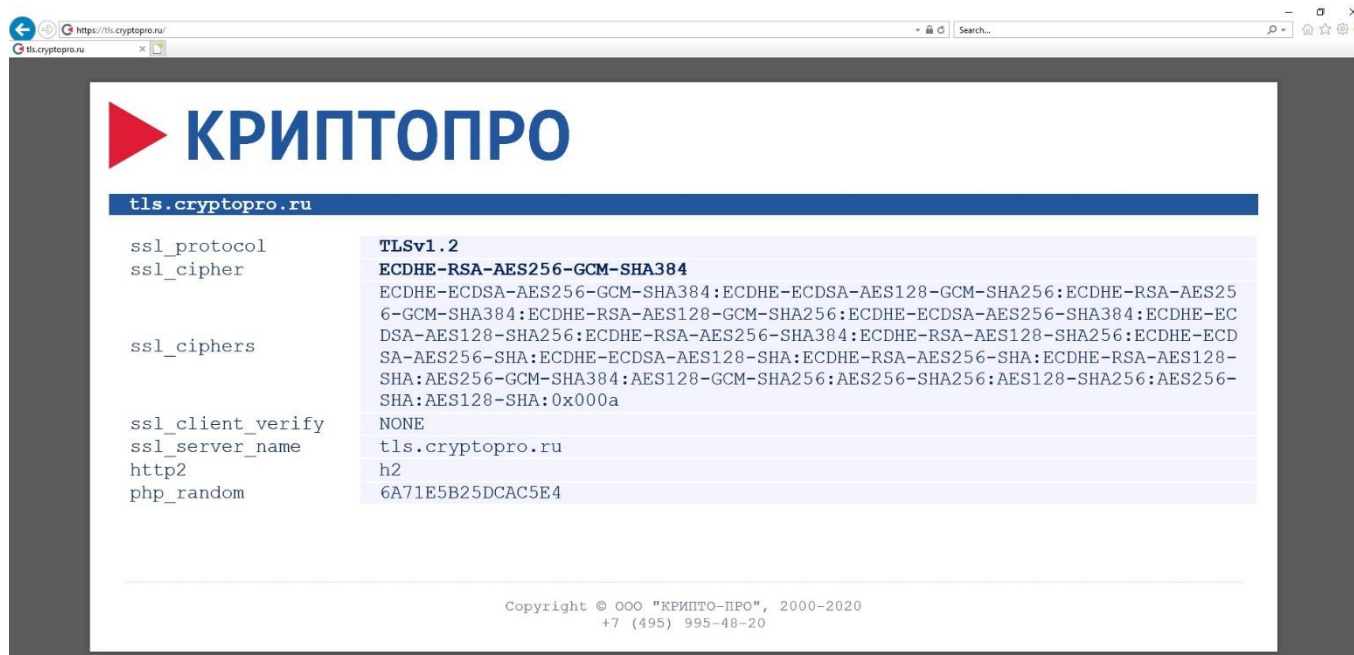 https://tls.cryptopro.ru/
Search...
tls.cryptopro.ru
КРИПТОПРО
tls.cryptopro.ru
ssl_protocol TLSv1.2
ssl_cipher ECDHE-RSA-AES256-GCM-SHA384
ECDHE-ECDSA-AES256-GCM-SHA384:ECDHE-ECDSA-AES128-GCM-SHA256:ECDHE-RSA-AES25
6-GCM-SHA384:ECDHE-RSA-AES128-GCM-SHA256:ECDHE-ECDSA-AES256-SHA384:ECDHE-EC
DSA-AES128-SHA256:ECDHE-RSA-AES256-SHA384:ECDHE-RSA-AES128-SHA256:ECDHE-ECD
ssl_ciphers
SA-AES256-SHA:ECDHE-ECDSA-AES128-SHA:ECDHE-RSA-AES256-SHA:ECDHE-RSA-AES128-
SHA:AES256-GCM-SHA384:AES128-GCM-SHA256:AES256-SHA256:AES128-SHA256:AES256-
SHA:AES128-SHA:0x000a
ssl_client_verify NONE
ssl_server_name tls.cryptopro.ru
http2 h2
php_random 6A71E5B25DCAC5E4
Copyright © ООО "КРИПТО-ПРО", 2000-2020
+7 (495) 995-48-20